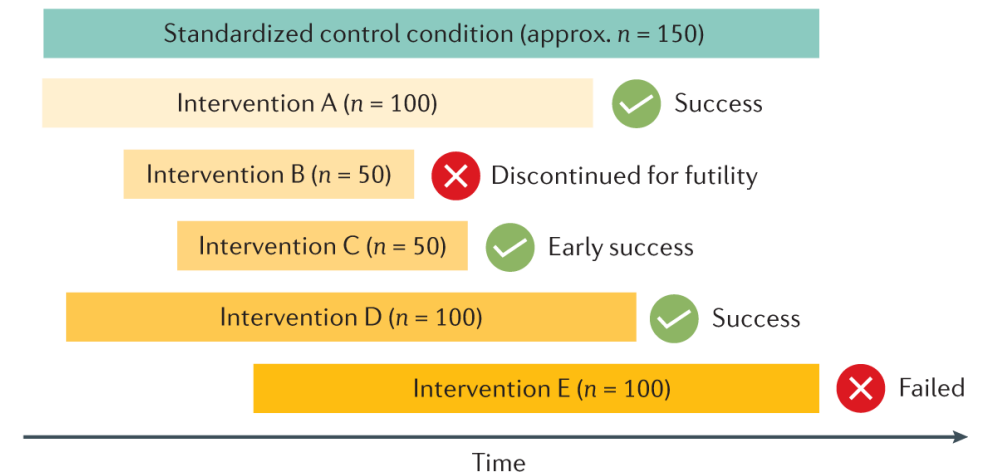 Standardized control condition (approx. n = 150)
Intervention A (n = 100)
Success
Intervention B (n = 50)
Discontinued for futility
Intervention C (n = 50)
Early success
Intervention D (n = 100)
Success
Intervention E (n = 100)
Failed
Time